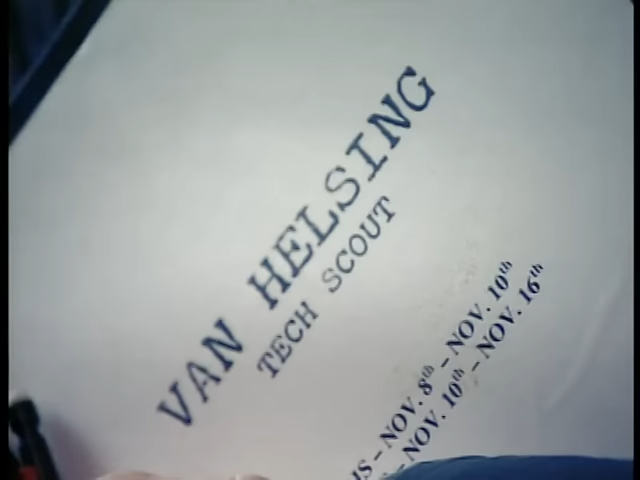 VAN HELSING
TECH SCOUT
– NOV. 8th – NOV. 10th
– NOV. 10th – NOV. 16th